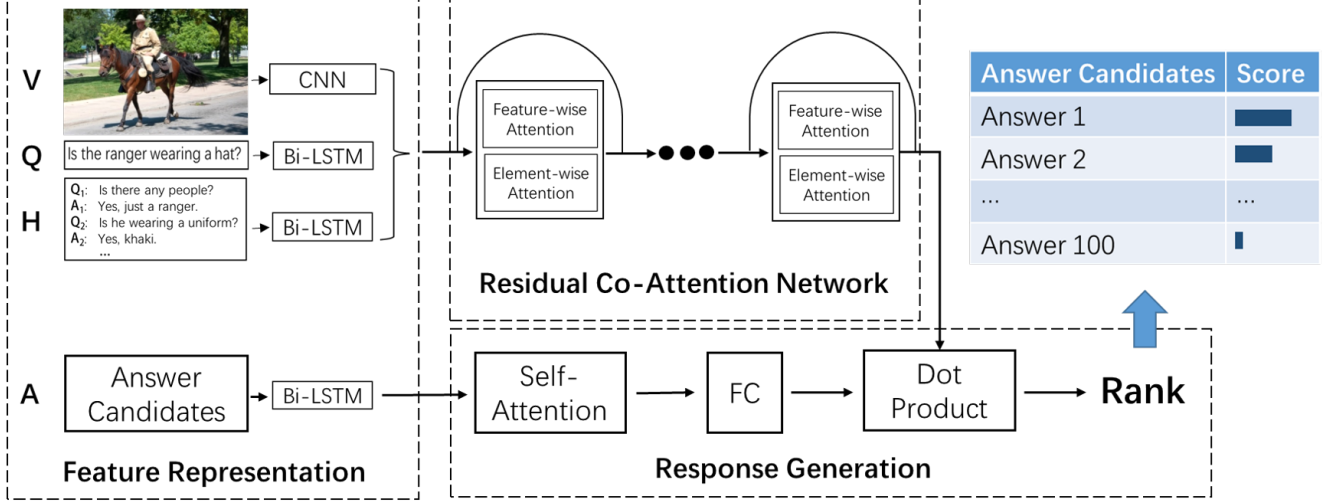 V
CNN
Q
Is the ranger wearing a hat?
Bi-LSTM
H
Q1: Is there any people?
A1: Yes, just a ranger.
Q2: Is he wearing a uniform?
A2: Yes, khaki.
...
Bi-LSTM
A
Answer
Candidates
Bi-LSTM
Feature Representation
Feature-wise
Attention
Element-wise
Attention
Feature-wise
Attention
Element-wise
Attention
Residual Co-Attention Network
Self-
Attention
FC
Dot
Product
Rank
Response Generation
Answer Candidates Score
Answer 1
Answer 2
... ...
Answer 100